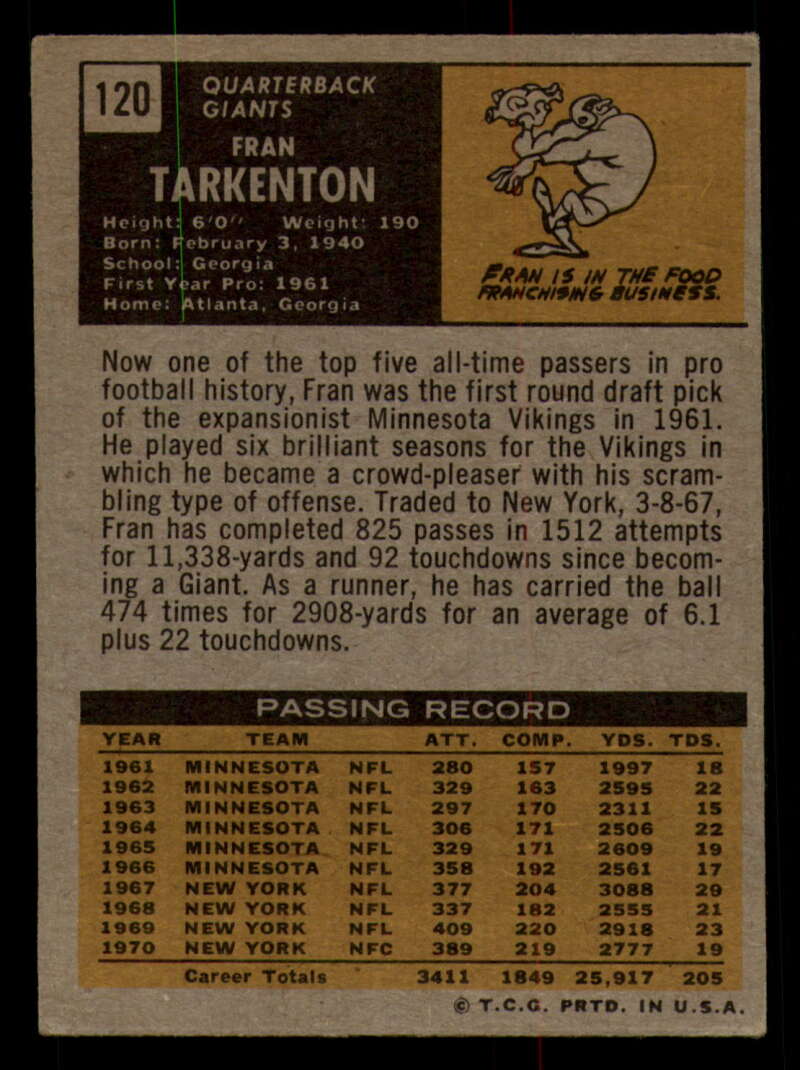 120
QUARTERBACK
GIANTS
FRAN
TARKENTON
Height: 6'0" Weight: 190
Born: February 3, 1940
School: Georgia
First Year Pro: 1961
Home: Atlanta, Georgia
FRAN IS IN THE FOOD
FRANCHISING BUSINESS.
Now one of the top five all-time passers in pro
football history, Fran was the first round draft pick
of the expansionist Minnesota Vikings in 1961.
He played six brilliant seasons for the Vikings in
which he became a crowd-pleaser with his scram-
bling type of offense. Traded to New York, 3-8-67,
Fran has completed 825 passes in 1512 attempts
for 11,338-yards and 92 touchdowns since becom-
ing a Giant. As a runner, he has carried the ball
474 times for 2908-yards for an average of 6.1
plus 22 touchdowns.
PASSING RECORD
YEAR TEAM ATT. COMP. YDS. TDS.
1961 MINNESOTA NFL 280 157 1997 18
1962 MINNESOTA NFL 329 163 2595 22
1963 MINNESOTA NFL 297 170 2311 15
1964 MINNESOTA NFL 306 171 2506 22
1965 MINNESOTA NFL 329 171 2609 19
1966 MINNESOTA NFL 358 192 2561 17
1967 NEW YORK NFL 377 204 3088 29
1968 NEW YORK NFL 337 182 2555 21
1969 NEW YORK NFL 409 220 2918 23
1970 NEW YORK NFC 389 219 2777 19
Career Totals 3411 1849 25,917 205
© T.C.G. PRTD. IN U.S.A.